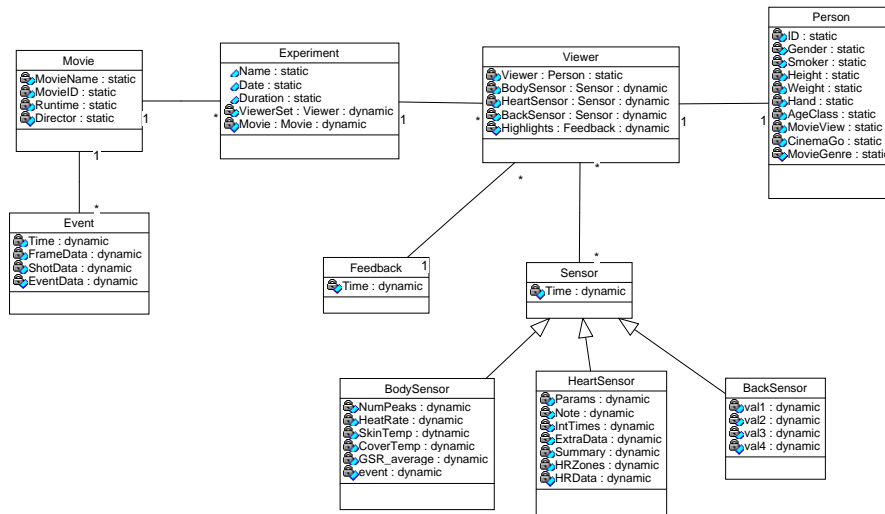 Movie
MovieName : static
MovieID : static
Runtime : static
Director : static
1
1
*
Experiment
Name : static
Date : static
Duration : static
ViewerSet : Viewer : dynamic
Movie : Movie : dynamic
1
*
Viewer
Viewer : Person : static
BodySensor : Sensor : dynamic
HeartSensor : Sensor : dynamic
BackSensor : Sensor : dynamic
Highlights : Feedback : dynamic
1
1
*
*
Person
ID : static
Gender : static
Smoker : static
Height : static
Weight : static
Hand : static
AgeClass : static
MovieView : static
CinemaGo : static
MovieGenre : static
*
Event
Time : dynamic
FrameData : dynamic
ShotData : dynamic
EventData : dynamic
Feedback
1
Time : dynamic
*
Sensor
Time : dynamic
BodySensor
NumPeaks : dynamic
HeatRate : dynamic
SkinTemp : dytnamic
CoverTemp : dynamic
GSR_average : dynamic
event : dynamic
HeartSensor
Params : dynamic
Note : dynamic
IntTimes : dynamic
ExtraData : dynamic
Summary : dynamic
HRZones : dynamic
HRData : dynamic
BackSensor
val1 : dynamic
val2 : dynamic
val3 : dynamic
val4 : dynamic